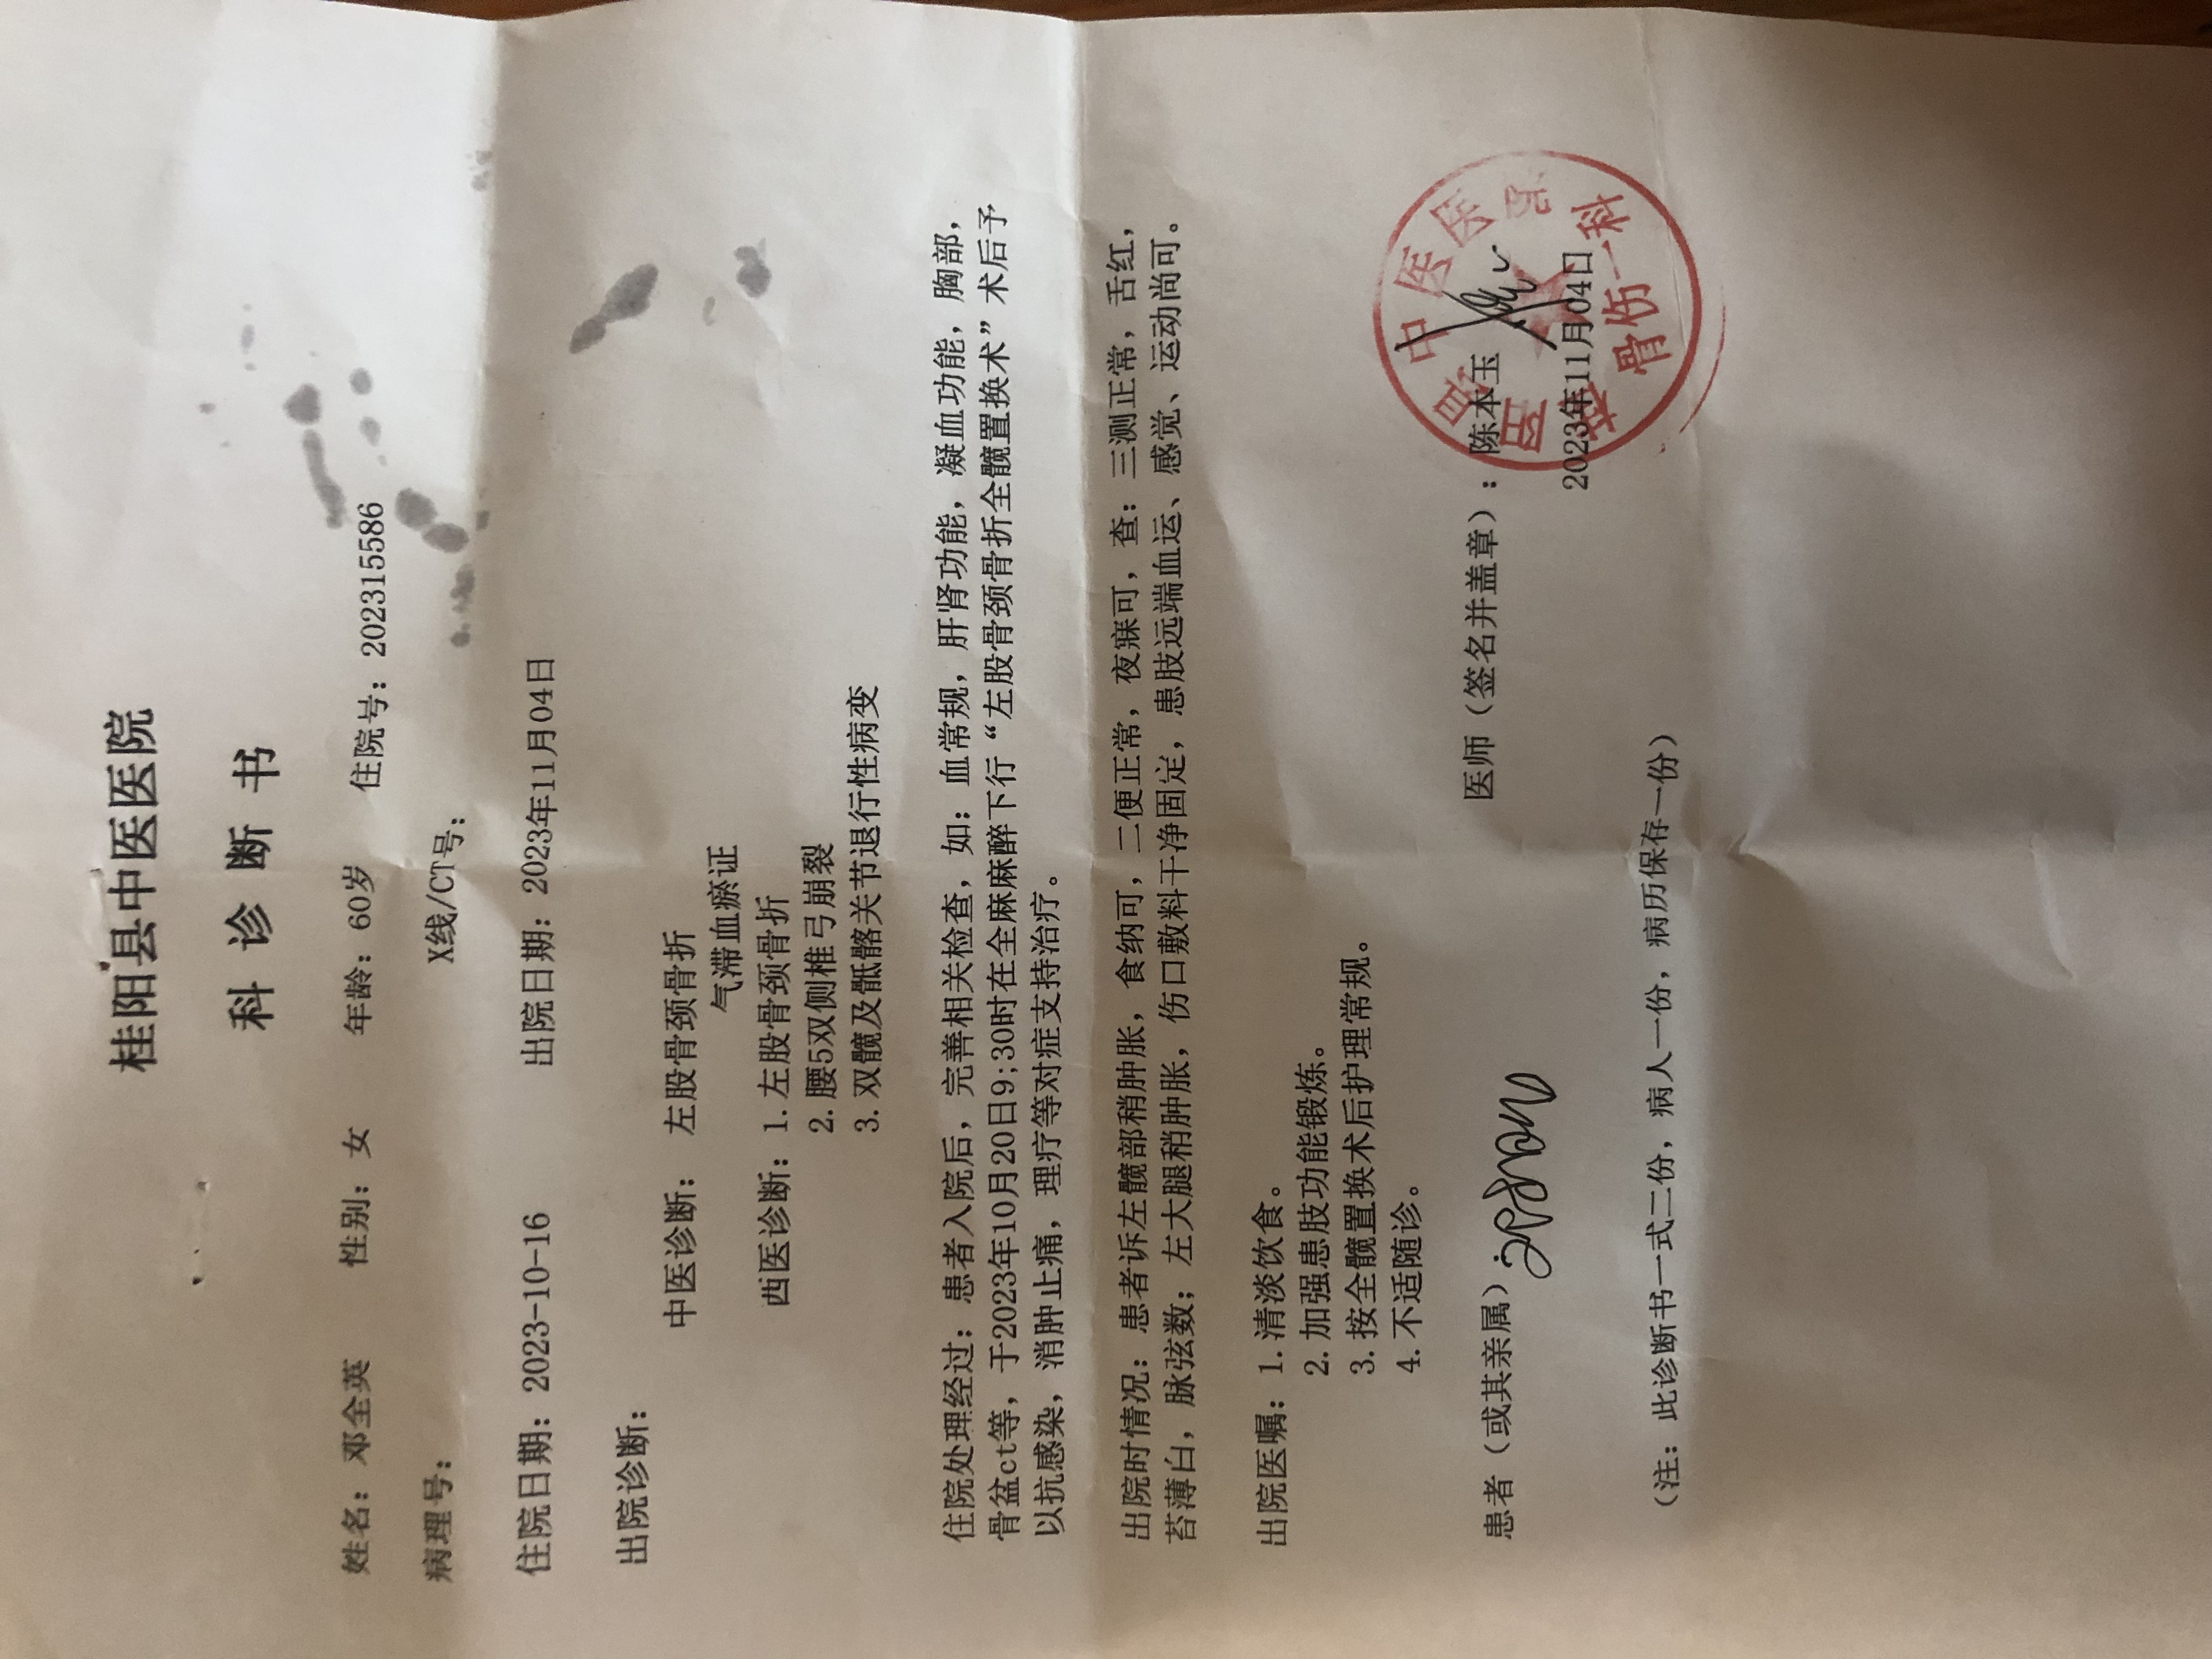 桂阳县中医医院
科 诊 断 书
姓名：邓全英 性别：女 年龄：60岁 住院号：202315586
病理号： X线/CT号：
住院日期：2023-10-16 出院日期：2023年11月04日
出院诊断：
中医诊断： 左股骨颈骨折
气滞血瘀证
西医诊断：1.左股骨颈骨折
2.腰5双侧椎弓崩裂
3.双髋及骶髂关节退行性病变
住院处理经过：患者入院后，完善相关检查，如：血常规，肝肾功能，凝血功能，胸部，
骨盆ct等，于2023年10月20日9:30时在全麻麻醉下行“左股骨颈骨折全髋置换术”术后予
以抗感染，消肿止痛，理疗等对症支持治疗。
出院时情况：患者诉左髋部稍肿胀，食纳可，二便正常，夜寐可，查：三测正常，舌红，
苔薄白，脉弦数；左大腿稍肿胀，伤口敷料干净固定，患肢远端血运、感觉、运动尚可。
出院医嘱：1.清淡饮食。
2.加强患肢功能锻炼。
3.按全髋置换术后护理常规。
4.不适随诊。
患者（或其亲属） 医师（签名并盖章）：陈本玉
2023年11月04日
县中医医院
骨伤一科
（注：此诊断书一式二份，病人一份，病历保存一份）